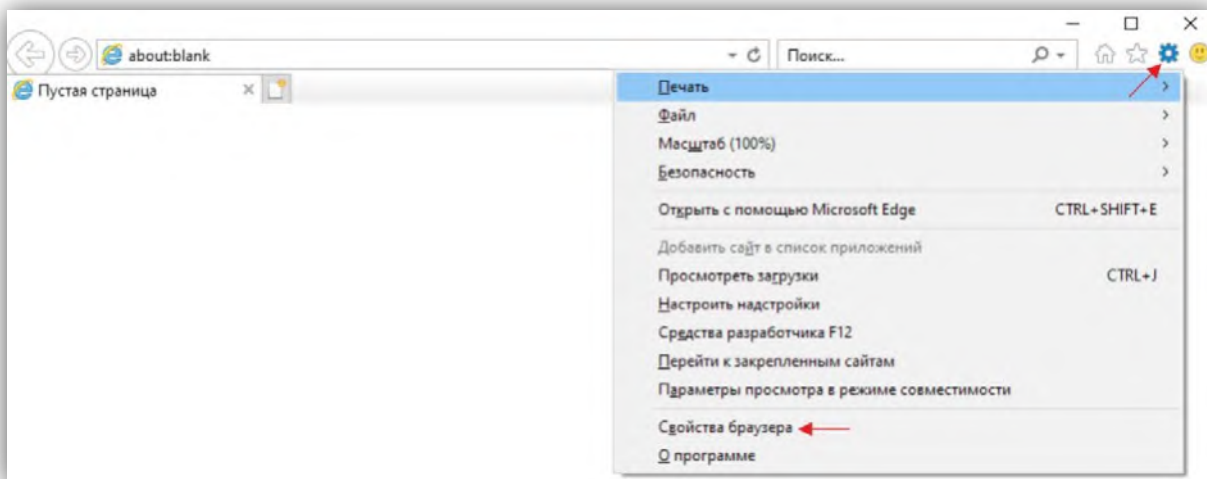 about:blank
Поиск...
Пустая страница
Печать
Файл
Масштаб (100%)
Безопасность
Открыть с помощью Microsoft Edge CTRL+SHIFT+E
Добавить сайт в список приложений
Просмотреть загрузки CTRL+J
Настроить надстройки
Средства разработчика F12
Перейти к закрепленным сайтам
Параметры просмотра в режиме совместимости
Свойства браузера
О программе